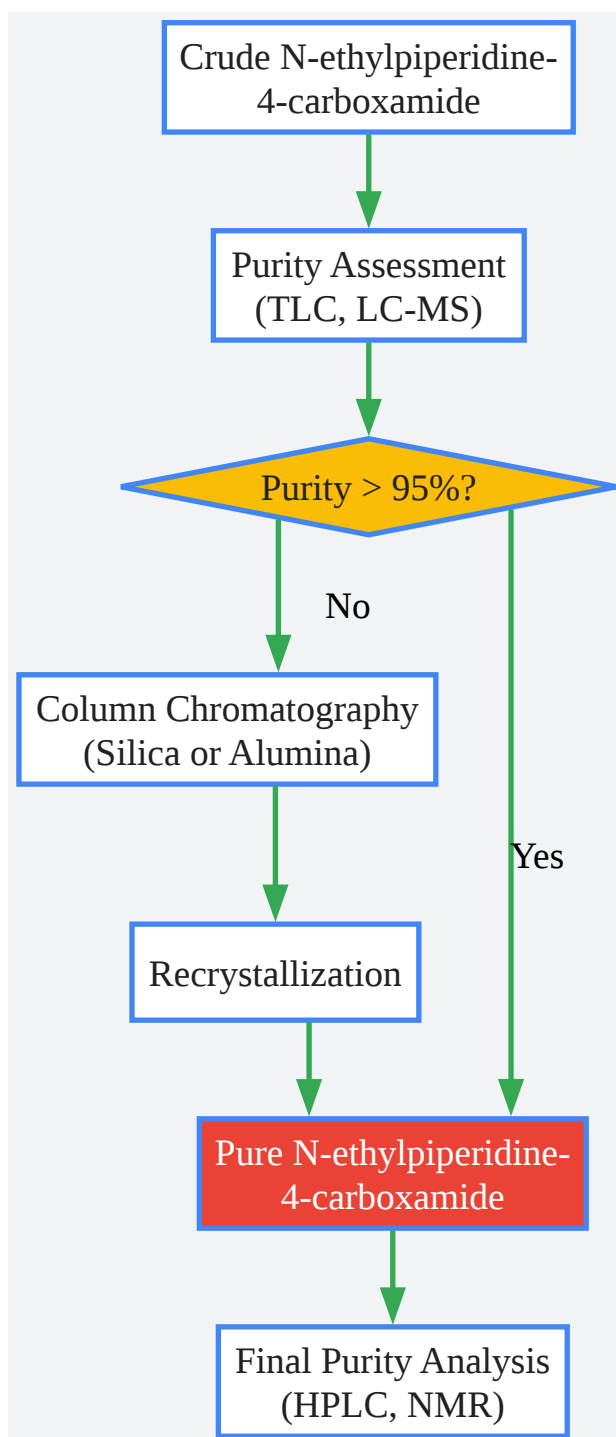 Crude N-ethylpiperidine-
4-carboxamide
Purity Assessment
(TLC, LC-MS)
Purity > 95%?
No
Column Chromatography
(Silica or Alumina)
Yes
Recrystallization
Pure N-ethylpiperidine-
4-carboxamide
Final Purity Analysis
(HPLC, NMR)